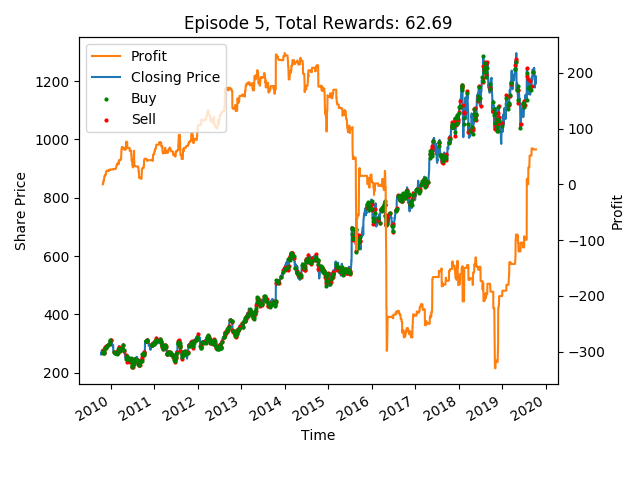 Episode 5, Total Rewards: 62.69
Profit
Closing Price
Buy
Sell
Share Price
1200
1000
800
600
400
200
200
100
0
−100
−200
−300
Profit
2010 2011 2012 2013 2014 2015 2016 2017 2018 2019 2020
Time